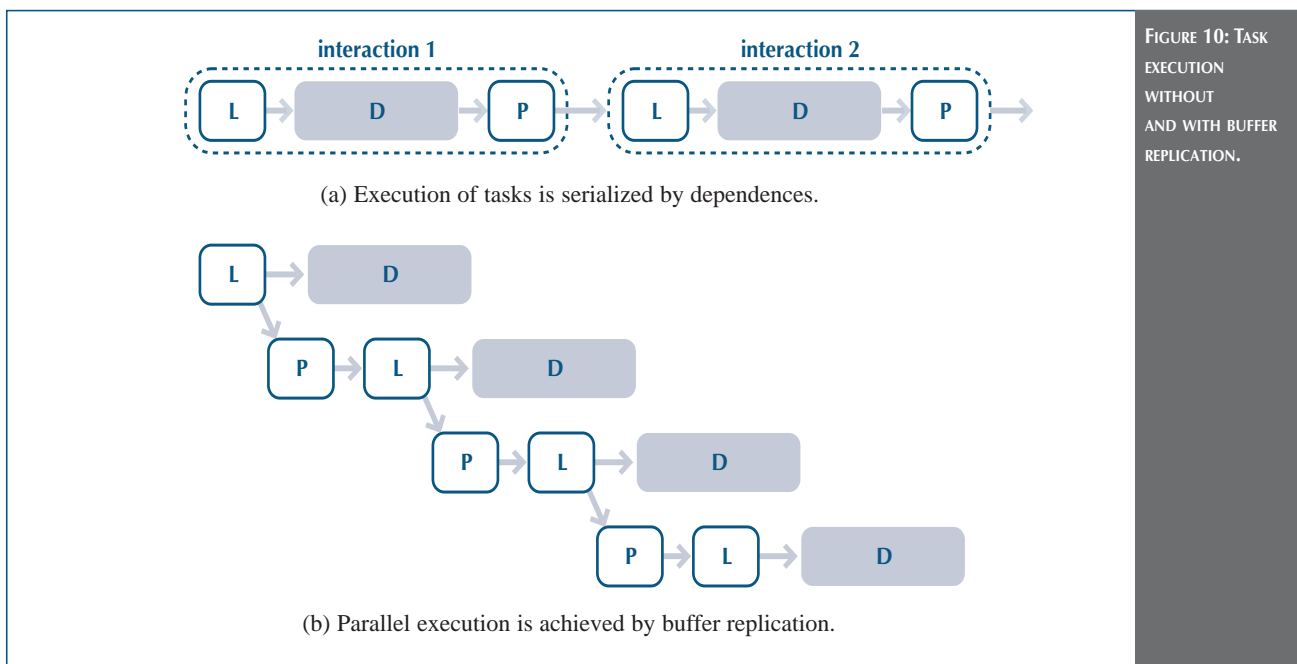 interaction 1
interaction 2
L D P L D P
(a) Execution of tasks is serialized by dependences.
L D
P L D
P L D
P L D
(b) Parallel execution is achieved by buffer replication.
FIGURE 10: TASK
EXECUTION
WITHOUT
AND WITH BUFFER
REPLICATION.